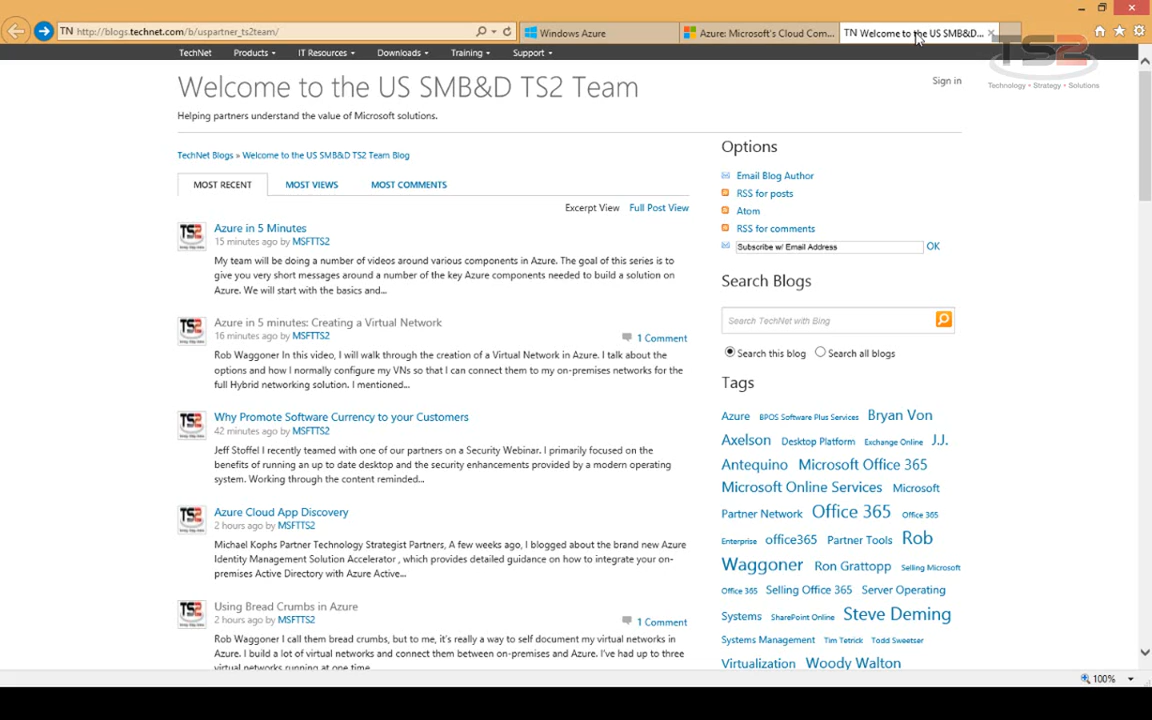 TN http://blogs.technet.com/b/uspartner_ts2team/
Windows Azure
Azure: Microsoft's Cloud Com...
TN Welcome to the US SMB&D...
TechNet Products IT Resources Downloads Training Support
TS2
Technology • Strategy • Solutions
Sign in
Welcome to the US SMB&D TS2 Team
Helping partners understand the value of Microsoft solutions.
TechNet Blogs » Welcome to the US SMB&D TS2 Team Blog
MOST RECENT MOST VIEWS MOST COMMENTS
Excerpt View Full Post View
TS2
Azure in 5 Minutes
15 minutes ago by MSFTTS2
My team will be doing a number of videos around various components in Azure. The goal of this series is to
give you very short messages around a number of the key Azure components needed to build a solution on
Azure. We will start with the basics and...
TS2
Azure in 5 minutes: Creating a Virtual Network
16 minutes ago by MSFTTS2
1 Comment
Rob Waggoner In this video, I will walk through the creation of a Virtual Network in Azure. I talk about the
options and how I normally configure my VNs so that I can connect them to my on-premises networks for the
full Hybrid networking solution. I mentioned...
TS2
Why Promote Software Currency to your Customers
42 minutes ago by MSFTTS2
Jeff Stoffel I recently teamed with one of our partners on a Security Webinar. I primarily focused on the
benefits of running an up to date desktop and the security enhancements provided by a modern operating
system. Working through the content reminded...
TS2
Azure Cloud App Discovery
2 hours ago by MSFTTS2
Michael Kophs Partner Technology Strategist Partners, A few weeks ago, I blogged about the brand new Azure
Identity Management Solution Accelerator , which provides detailed guidance on how to integrate your on-
premises Active Directory with Azure Active...
TS2
Using Bread Crumbs in Azure
2 hours ago by MSFTTS2
1 Comment
Rob Waggoner I call them bread crumbs, but to me, it's really a way to self document my virtual networks in
Azure. I build a lot of virtual networks and connect them between on-premises and Azure. I've had up to three
virtual networks running at one time...
Options
Email Blog Author
RSS for posts
Atom
RSS for comments
Subscribe w/ Email Address OK
Search Blogs
Search TechNet with Bing
Search this blog Search all blogs
Tags
Azure BPOS Software Plus Services Bryan Von
Axelson Desktop Platform Exchange Online J.J.
Antequino Microsoft Office 365
Microsoft Online Services Microsoft
Partner Network Office 365 Office 365
Enterprise office365 Partner Tools Rob
Waggoner Ron Grattopp Selling Microsoft
Office 365 Selling Office 365 Server Operating
Systems SharePoint Online Steve Deming
Systems Management Tim Tetrick Todd Sweetser
Virtualization Woody Walton
100%